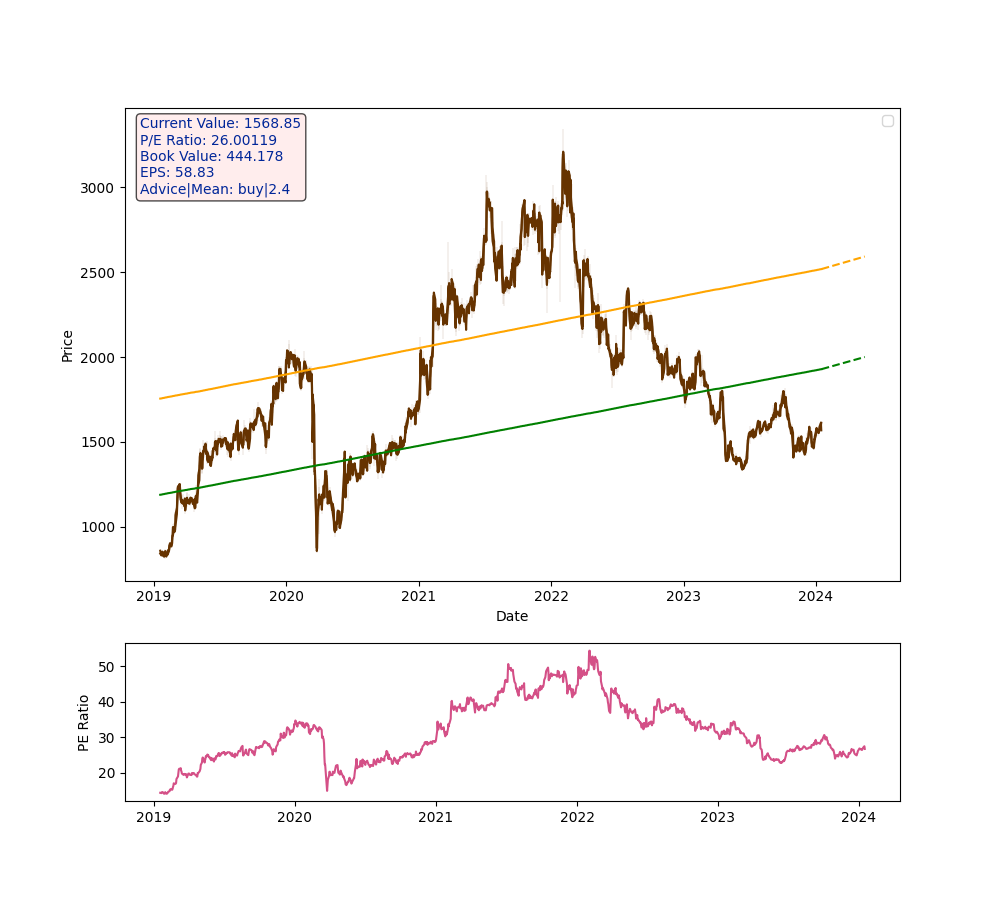 Current Value: 1568.85
P/E Ratio: 26.00119
Book Value: 444.178
EPS: 58.83
Advice|Mean: buy|2.4
Price
3000
2500
2000
1500
1000
2019 2020 2021 2022 2023 2024
Date
PE Ratio
50
40
30
20
2019 2020 2021 2022 2023 2024